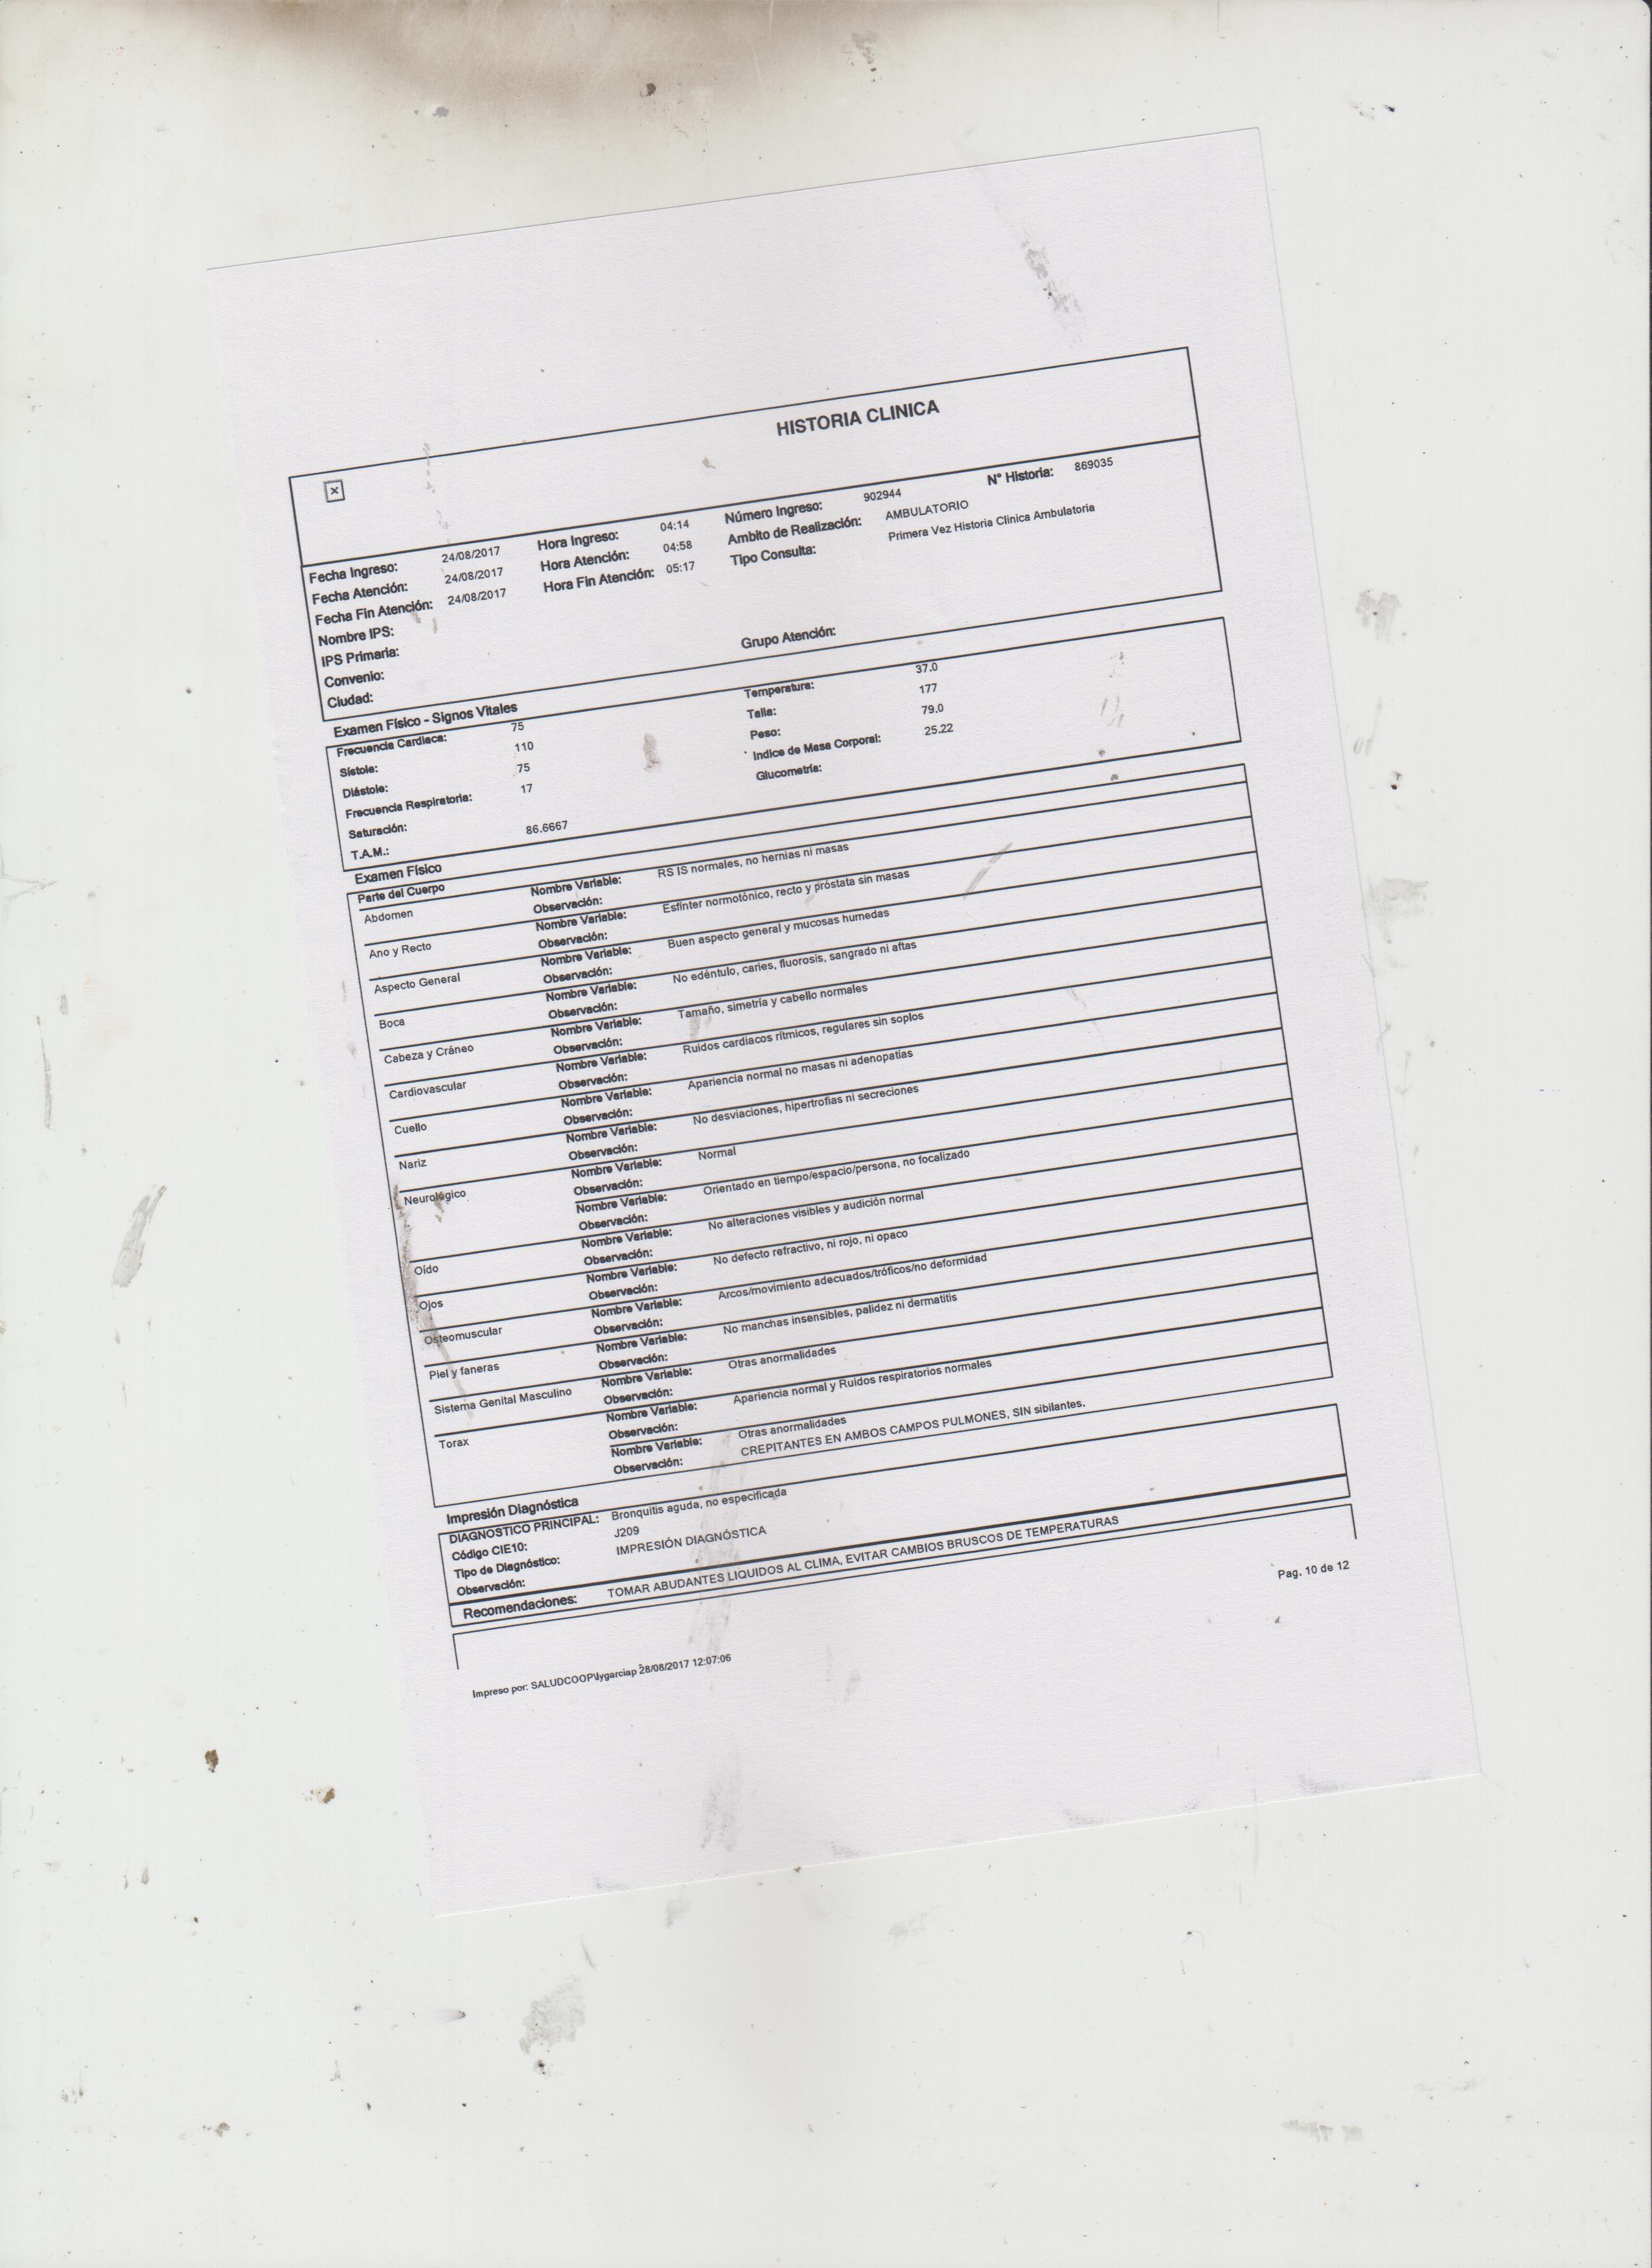 HISTORIA CLINICA
Fecha Ingreso: 24/08/2017 Hora Ingreso: 04:14 Número Ingreso: 902944 N° Historia: 869035
Fecha Atención: 24/08/2017 Hora Atención: 04:58 Ambito de Realización: AMBULATORIO
Fecha Fin Atención: 24/08/2017 Hora Fin Atención: 05:17 Tipo Consulta: Primera Vez Historia Clinica Ambulatoria
Nombre IPS:
IPS Primaria:
Convenio: Grupo Atención:
Ciudad:
Examen Físico - Signos Vitales
Frecuencia Cardiaca: 75 Temperatura: 37.0
Sístole: 110 Talla: 177
Diástole: 75 Peso: 79.0
Frecuencia Respiratoria: 17 Indice de Masa Corporal: 25.22
Saturación: Glucometría:
T.A.M.: 86.6667
Examen Físico
Parte del Cuerpo
Abdomen Nombre Variable: RS IS normales, no hernias ni masas
Observación:
Ano y Recto Nombre Variable: Esfínter normotónico, recto y próstata sin masas
Observación:
Aspecto General Nombre Variable: Buen aspecto general y mucosas humedas
Observación:
Boca Nombre Variable: No edéntulo, caries, fluorosis, sangrado ni aftas
Observación:
Cabeza y Cráneo Nombre Variable: Tamaño, simetría y cabello normales
Observación:
Cardiovascular Nombre Variable: Ruidos cardiacos rítmicos, regulares sin soplos
Observación:
Cuello Nombre Variable: Apariencia normal no masas ni adenopatías
Observación:
Nariz Nombre Variable: No desviaciones, hipertrofias ni secreciones
Observación:
Neurológico Nombre Variable: Normal
Observación:
Nombre Variable: Orientado en tiempo/espacio/persona, no focalizado
Observación:
Oido Nombre Variable: No alteraciones visibles y audición normal
Observación:
Ojos Nombre Variable: No defecto refractivo, ni rojo, ni opaco
Observación:
Osteomuscular Nombre Variable: Arcos/movimiento adecuados/tróficos/no deformidad
Observación:
Piel y faneras Nombre Variable: No manchas insensibles, palidez ni dermatitis
Observación:
Sistema Genital Masculino Nombre Variable: Otras anormalidades
Observación:
Torax Nombre Variable: Apariencia normal y Ruidos respiratorios normales
Observación:
Nombre Variable: Otras anormalidades
Observación: CREPITANTES EN AMBOS CAMPOS PULMONES, SIN sibilantes.
Impresión Diagnóstica
DIAGNOSTICO PRINCIPAL: Bronquitis aguda, no especificada
Código CIE10: J209
Tipo de Diagnóstico: IMPRESIÓN DIAGNÓSTICA
Observación:
Recomendaciones: TOMAR ABUDANTES LIQUIDOS AL CLIMA, EVITAR CAMBIOS BRUSCOS DE TEMPERATURAS
Pag. 10 de 12
Impreso por: SALUDCOOP\lygarciap 28/08/2017 12:07:06